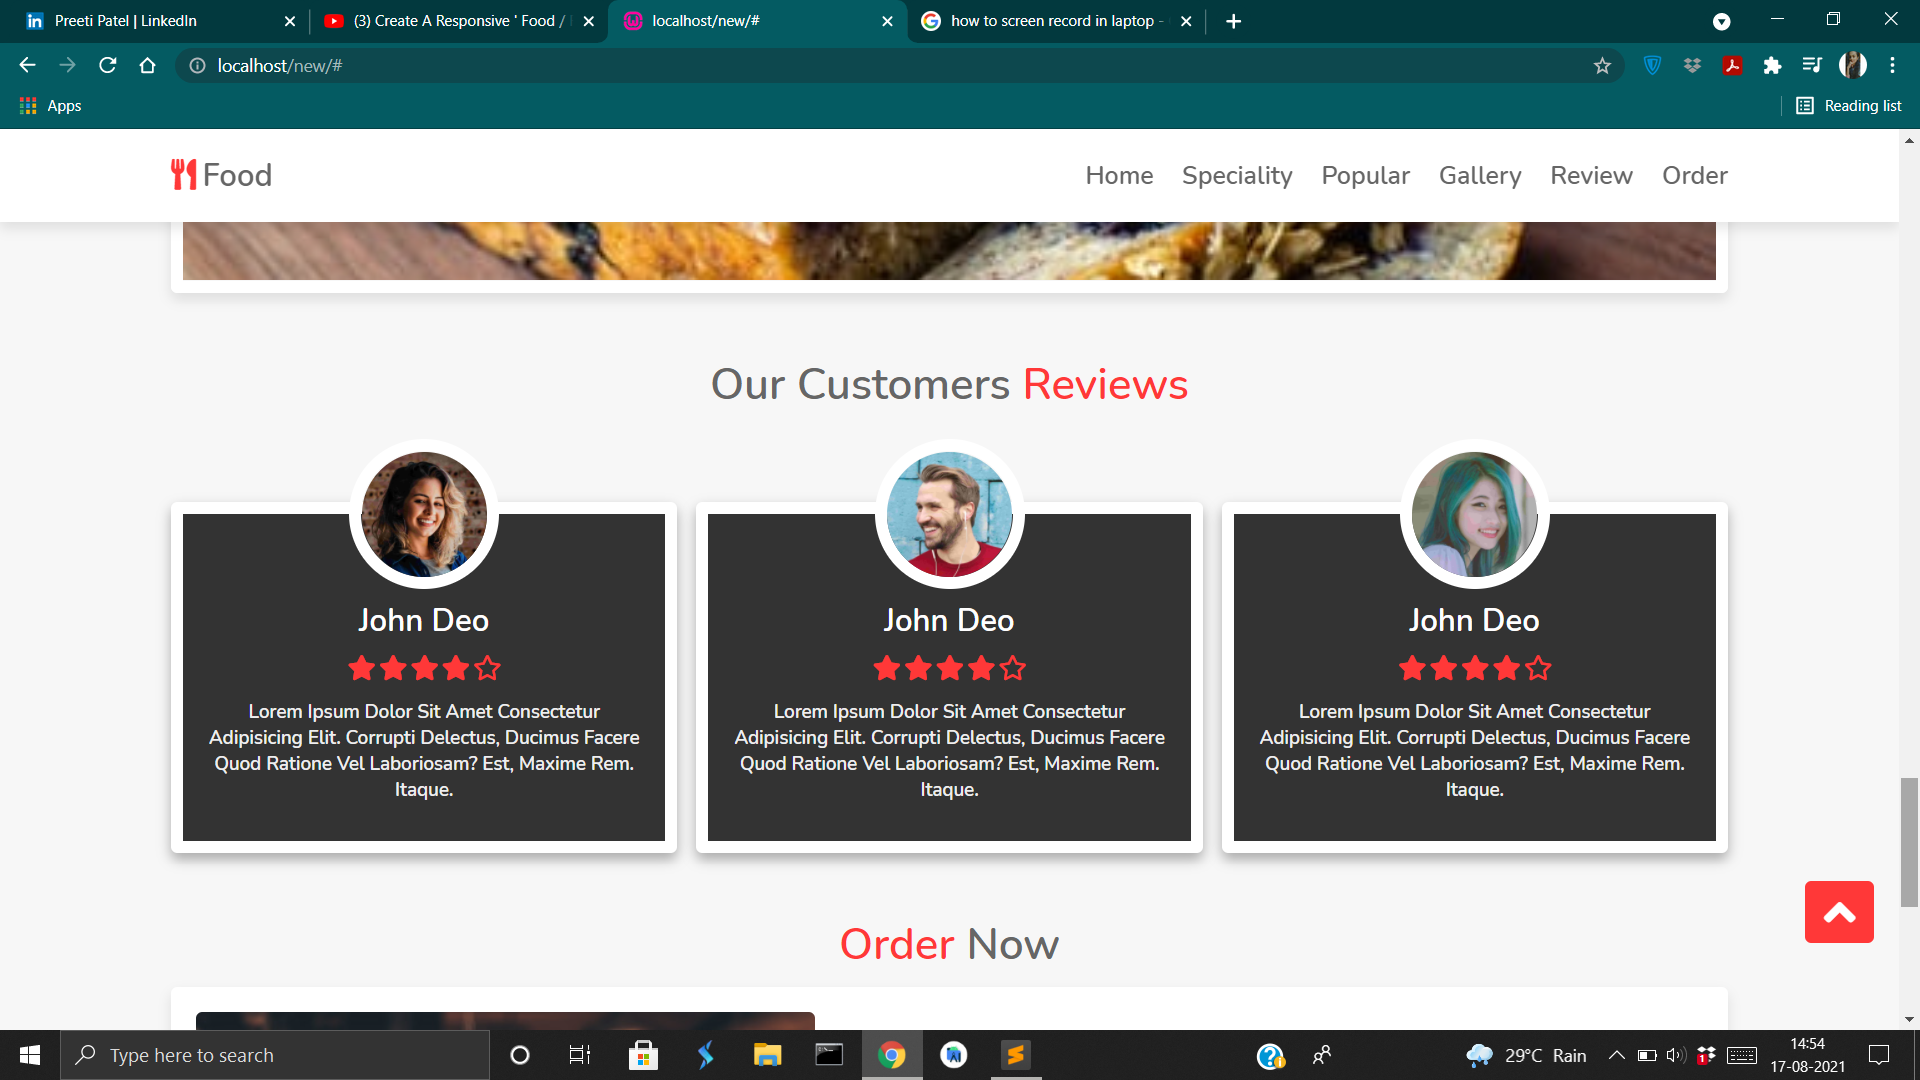 Preeti Patel | LinkedIn
(3) Create A Responsive ' Food /
localhost/new/#
how to screen record in laptop -
localhost/new/#
Apps
Reading list
Food
Home Speciality Popular Gallery Review Order
Our Customers Reviews
John Deo
Lorem Ipsum Dolor Sit Amet Consectetur
Adipisicing Elit. Corrupti Delectus, Ducimus Facere
Quod Ratione Vel Laboriosam? Est, Maxime Rem.
Itaque.
John Deo
Lorem Ipsum Dolor Sit Amet Consectetur
Adipisicing Elit. Corrupti Delectus, Ducimus Facere
Quod Ratione Vel Laboriosam? Est, Maxime Rem.
Itaque.
John Deo
Lorem Ipsum Dolor Sit Amet Consectetur
Adipisicing Elit. Corrupti Delectus, Ducimus Facere
Quod Ratione Vel Laboriosam? Est, Maxime Rem.
Itaque.
Order Now
Type here to search
29°C Rain
1
14:54
17-08-2021